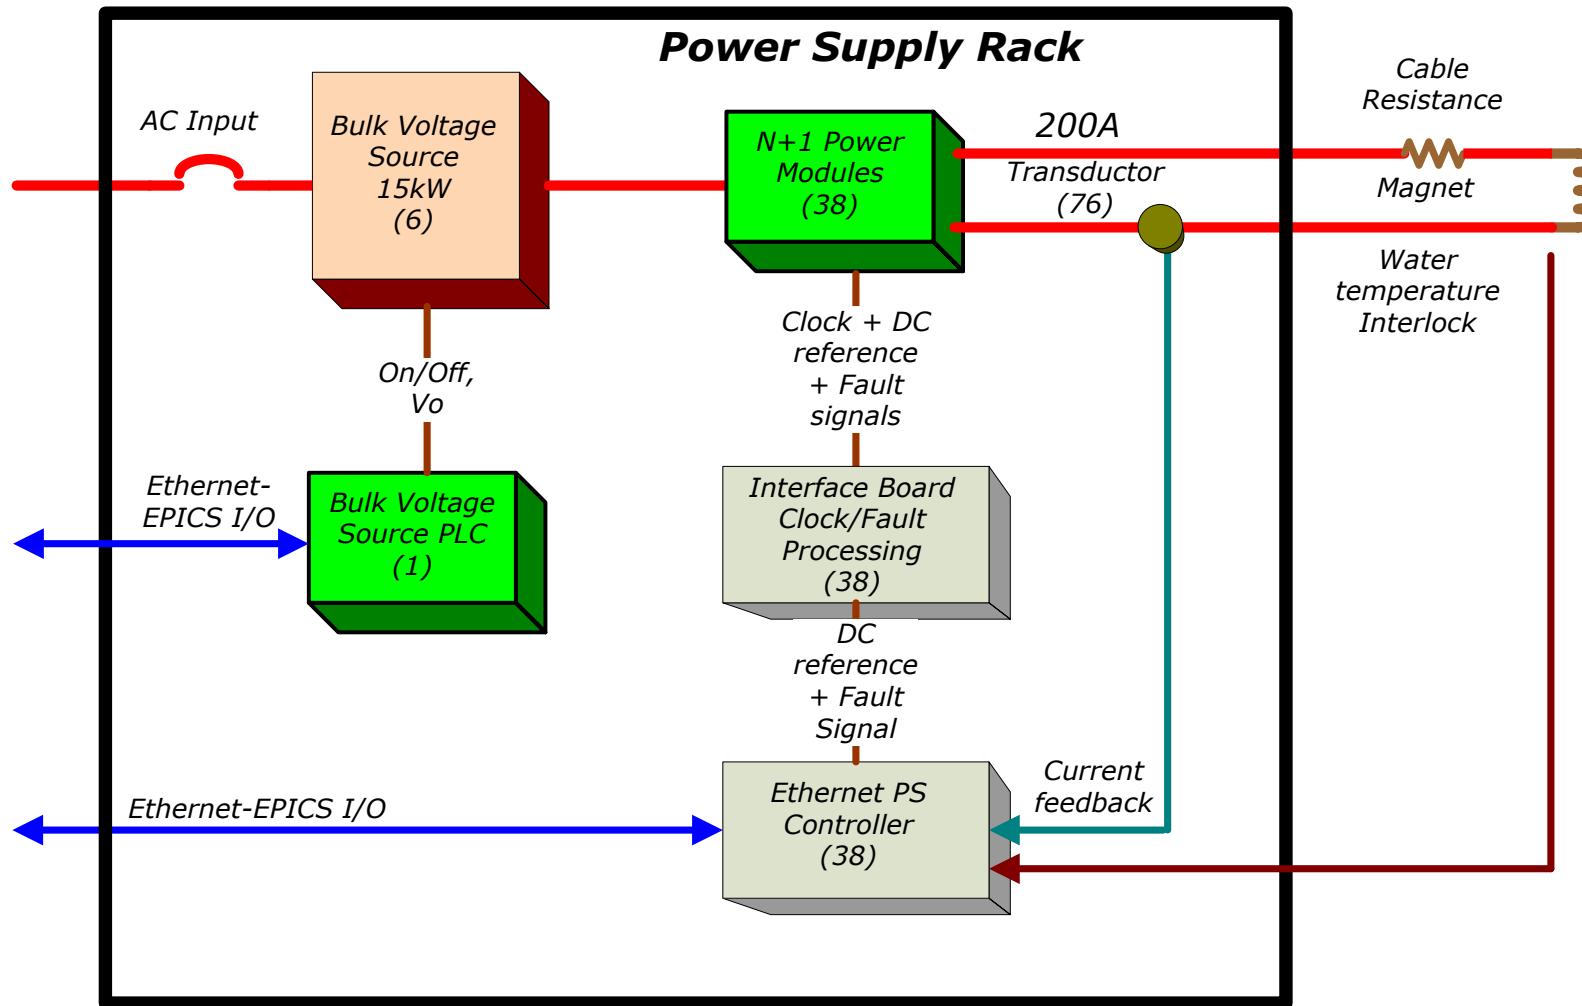 Power Supply Rack
AC Input
Bulk Voltage
Source
15kW
(6)
N+1 Power
Modules
(38)
200A
Transductor
(76)
Cable
Resistance
Magnet
Water
temperature
Interlock
On/Off,
Vo
Clock + DC
reference
+ Fault
signals
Ethernet-
EPICS I/O
Bulk Voltage
Source PLC
(1)
Interface Board
Clock/Fault
Processing
(38)
DC
reference
+ Fault
Signal
Ethernet-EPICS I/O
Ethernet PS
Controller
(38)
Current
feedback